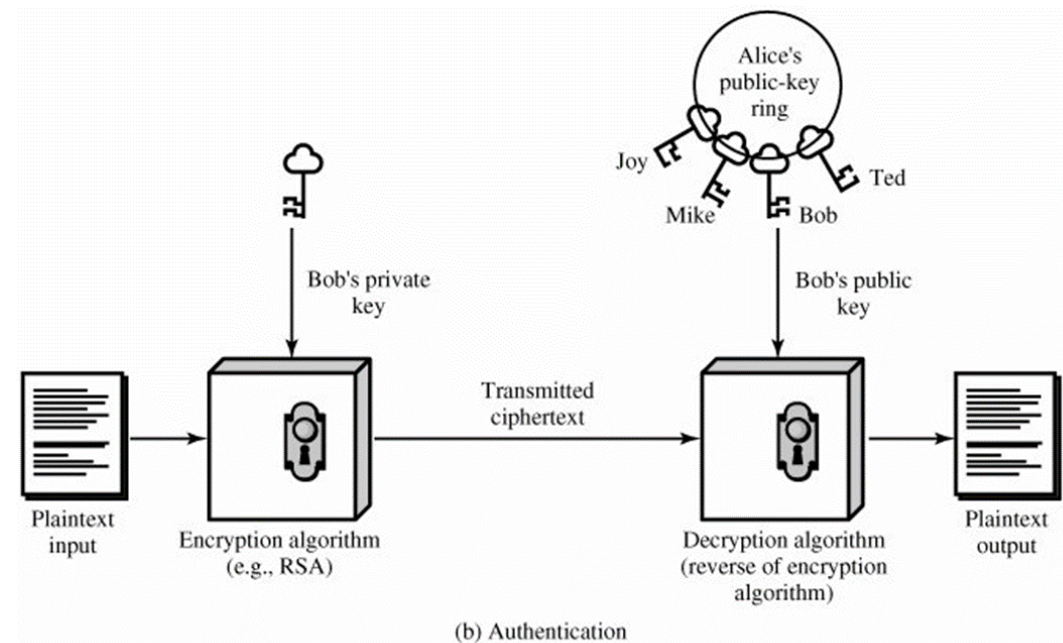 Alice's
public-key
ring
Joy
Mike
Bob
Ted
Bob's private
key
Bob's public
key
Transmitted
ciphertext
Plaintext
input
Encryption algorithm
(e.g., RSA)
Decryption algorithm
(reverse of encryption
algorithm)
Plaintext
output
(b) Authentication